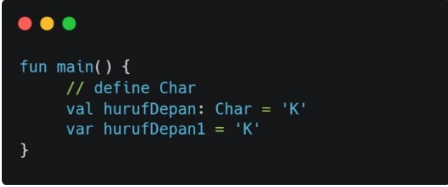 fun main() {
// define Char
val hurufDepan: Char = 'K'
var hurufDepan1 = 'K'
}